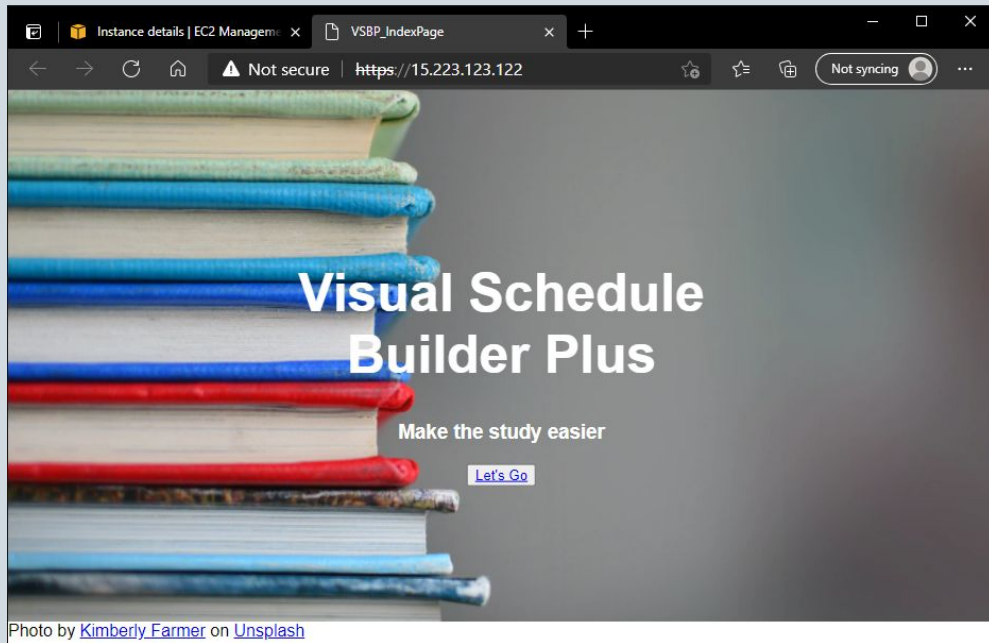 Instance details | EC2 Manageme
VSBP_IndexPage
Not secure | https://15.223.123.122
Not syncing
Visual Schedule
Builder Plus
Make the study easier
Let's Go
Photo by Kimberly Farmer on Unsplash